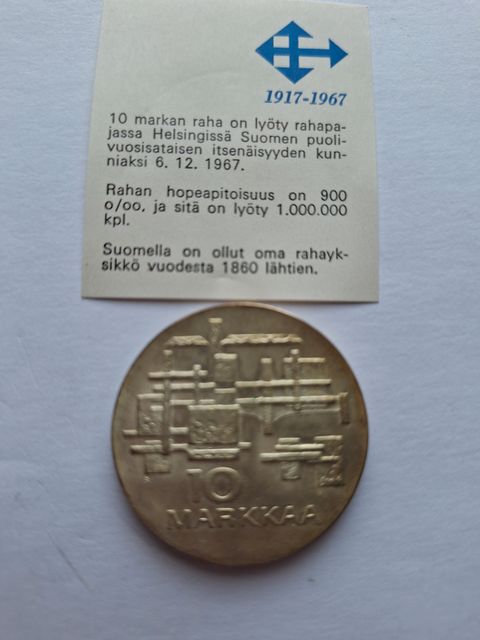 1917-1967
10 markan raha on lyöty rahapa-
jassa Helsingissä Suomen puoli-
vuosisataisen itsenäisyyden kun-
niaksi 6. 12. 1967.
Rahan hopeapitoisuus on 900
o/oo, ja sitä on lyöty 1.000.000
kpl.
Suomella on ollut oma rahayk-
sikkö vuodesta 1860 lähtien.
10
MARKKAA